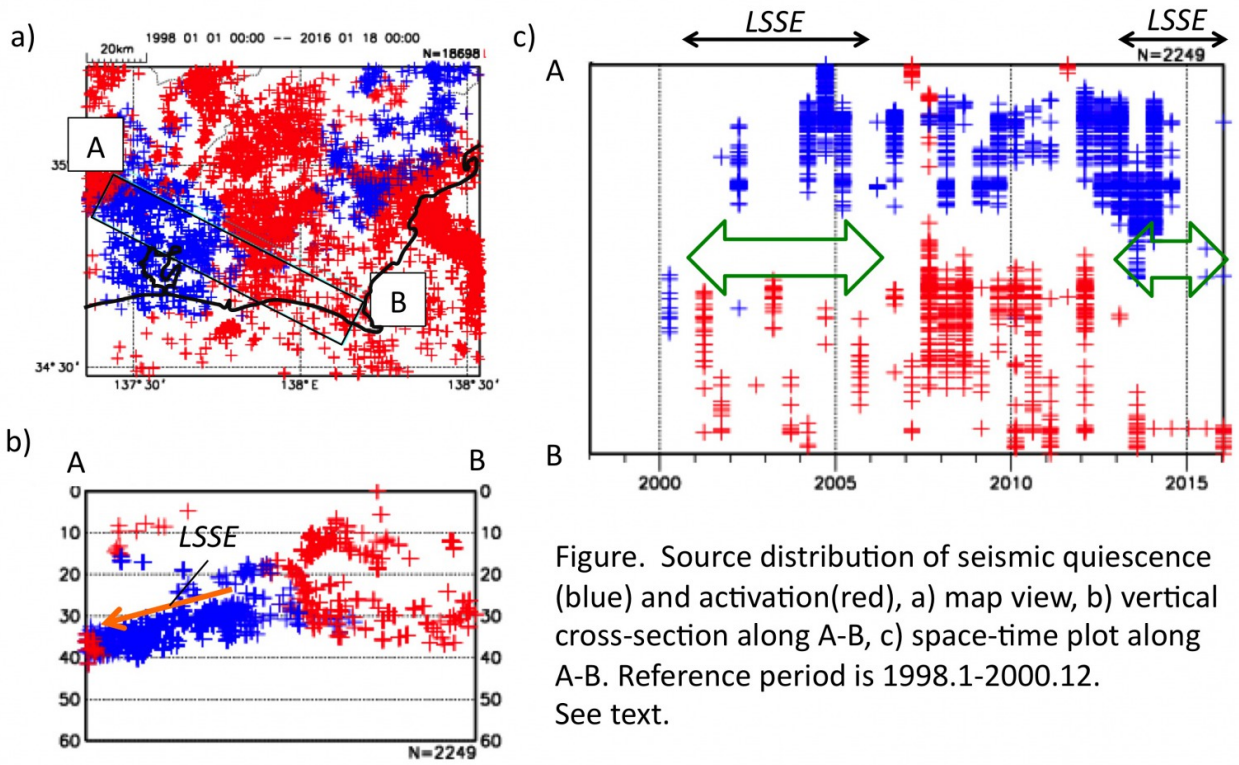 a)
1998 01 01 00:00 -- 2016 01 18 00:00
20km
N=18698
A
B
35
34°30'
137°30'
138°E
138°30'
b)
A
B
0
10
20
30
40
50
60
0
10
20
30
40
50
60
LSSE
N=2249
c)
LSSE
LSSE
N=2249
A
B
2000
2005
2010
2015
Figure. Source distribution of seismic quiescence
(blue) and activation(red), a) map view, b) vertical
cross-section along A-B, c) space-time plot along
A-B. Reference period is 1998.1-2000.12.
See text.